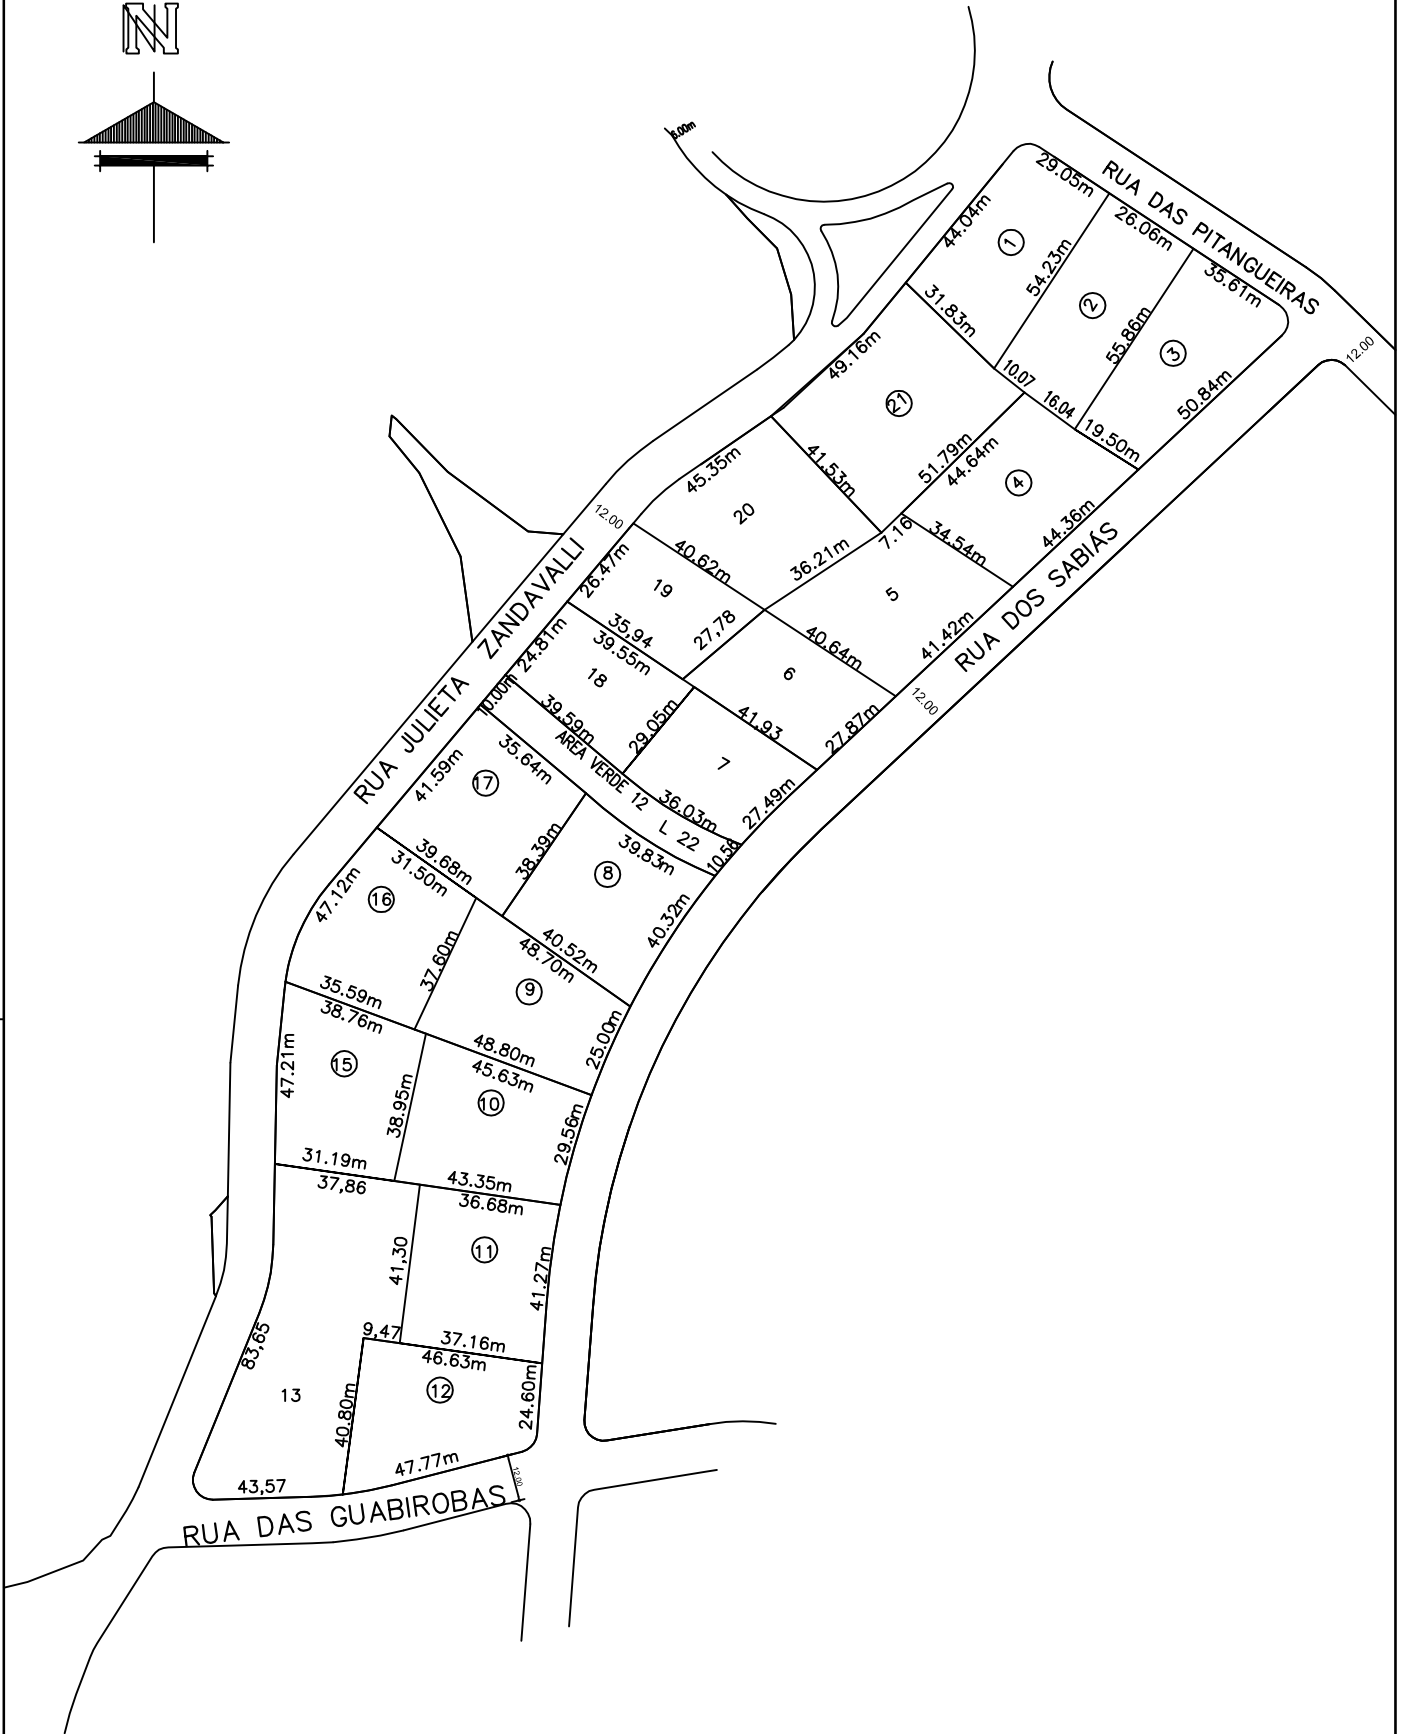 N
6.00m
RUA DAS PITANGUEIRAS
29.05m
26.06m
35.61m
12.00
44.04m
1
54.23m
2
55.86m
3
50.84m
31.83m
10.07
16.04
19.50m
49.16m
21
41.53m
51.79m
44.64m
4
44.36m
45.35m
20
7.16
34.54m
12.00
40.62m
36.21m
5
41.42m
RUA DOS SABIÁS
26.47m
19
35,94
27,78
40.64m
RUA JULIETA ZANDAVALLI
24.81m
39.55m
18
6
12.00
10.00m
39.59m
29.05m
41,93
27.87m
7
AREA VERDE 12
L 22
36.03m
27.49m
10.58
35.64m
41.59m
17
38.39m
39.83m
8
40.32m
39.68m
31.50m
47.12m
16
37.60m
40.52m
48.70m
9
25.00m
35.59m
38.76m
48.80m
45.63m
47.21m
15
38.95m
10
29.56m
31.19m
37,86
43.35m
36.68m
41,30
11
41.27m
83,65
9,47
37.16m
46.63m
13
40.80m
12
24.60m
43,57
47.77m
12.00
RUA DAS GUABIROBAS